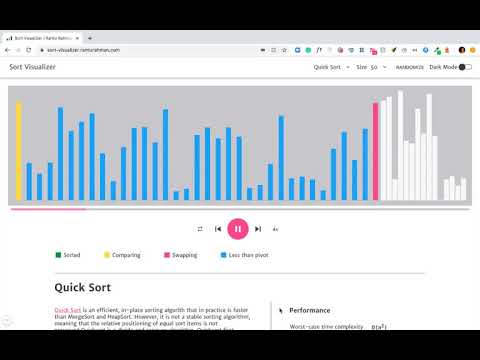 Sort Visualizer | Ramiz Rahman
sort-visualizer.ramizrahman.com
Sort Visualizer
Quick Sort
Size 50
RANDOMIZE
Dark Mode
4x
Sorted
Comparing
Swapping
Less than pivot
Quick Sort
Quick Sort is an efficient, in-place sorting algorith that in practice is faster
than MergeSort and HeapSort. However, it is not a stable sorting algorithm,
meaning that the relative positioning of equal sort items is not
Performance
Worst-case time complexity O(n²)